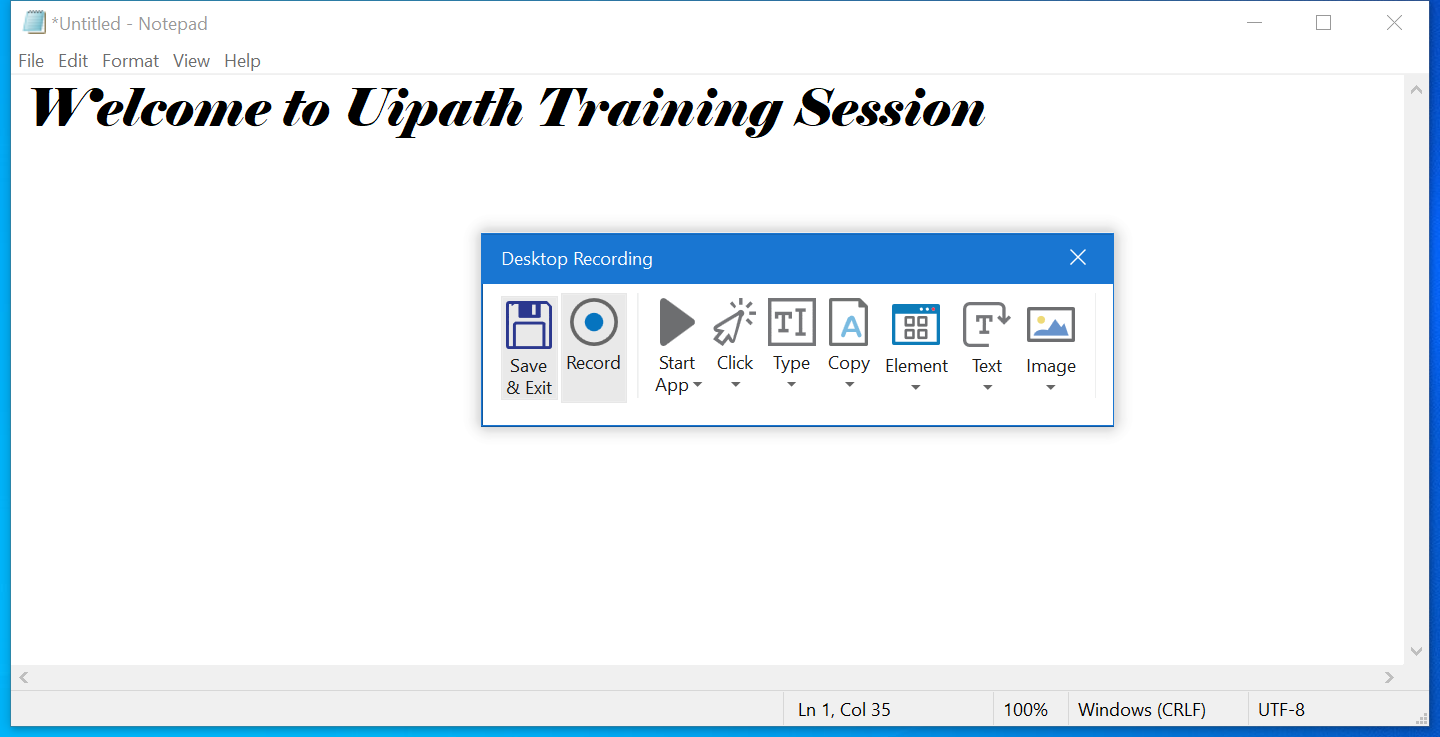 *Untitled - Notepad
File Edit Format View Help
Welcome to Uipath Training Session
Desktop Recording
Save & Exit
Record
Start App
Click
Type
Copy
Element
Text
Image
Ln 1, Col 35
100%
Windows (CRLF)
UTF-8